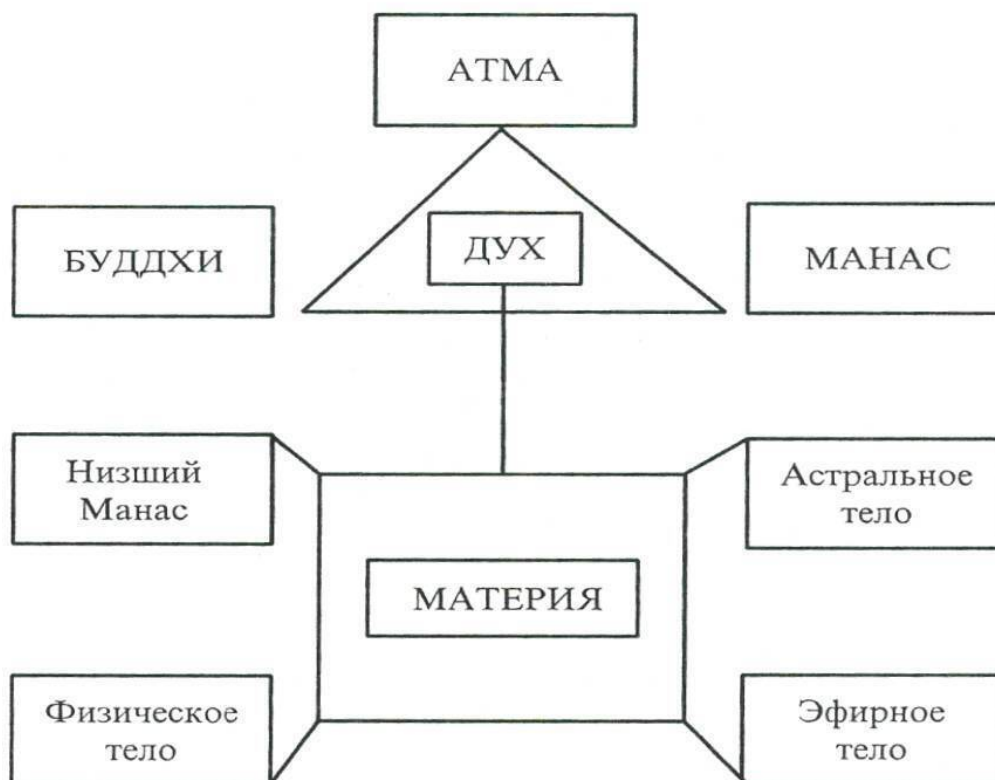 АТМА
БУДДХИ
ДУХ
МАНАС
Низший
Манас
Астральное
тело
МАТЕРИЯ
Физическое
тело
Эфирное
тело